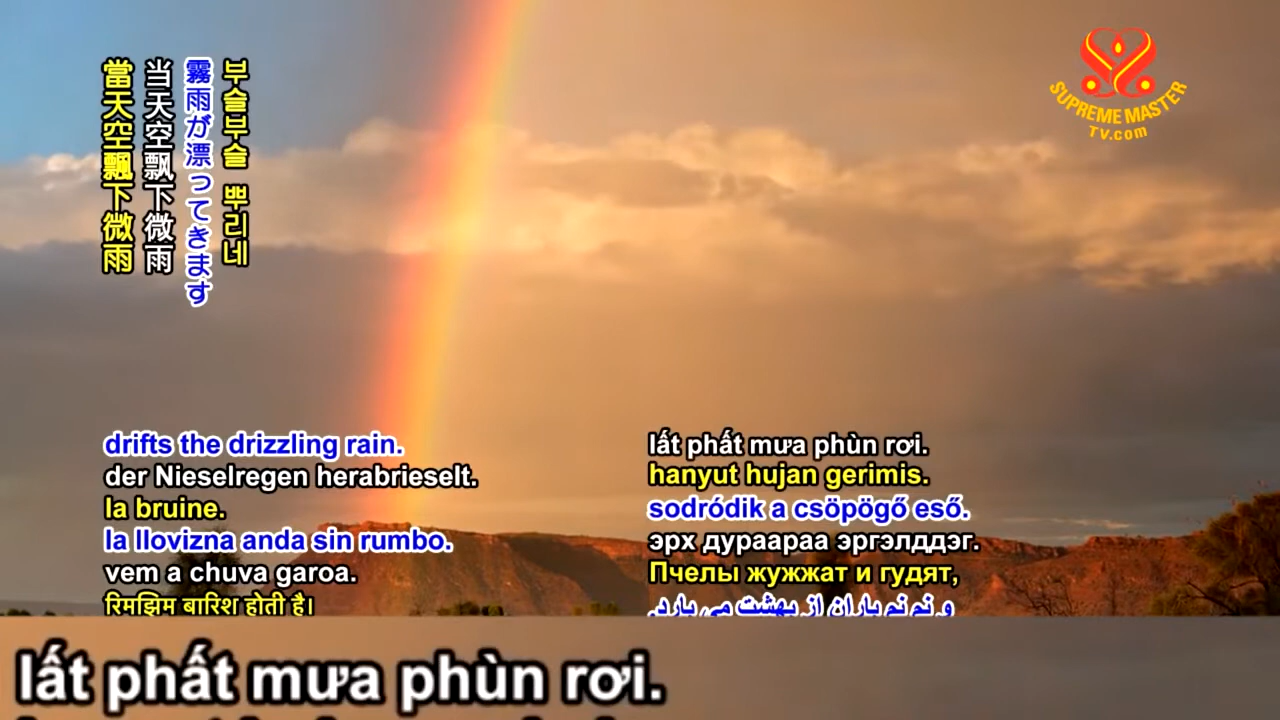 부슬부슬 뿌리네
霧雨が漂ってきます
当天空飘下微雨
當天空飄下微雨
SUPREME MASTER
TV.com
drifts the drizzling rain.
der Nieselregen herabrieselt.
la bruine.
la llovizna anda sin rumbo.
vem a chuva garoa.
रिमझिम बारिश होती है।
lất phất mưa phùn rơi.
hanyut hujan gerimis.
sodródik a csöpögő eső.
эрх дураараа эргэлддэг.
Пчелы жужжат и гудят,
و نم نم باران از بهشت می بارد.
lất phất mưa phùn rơi.